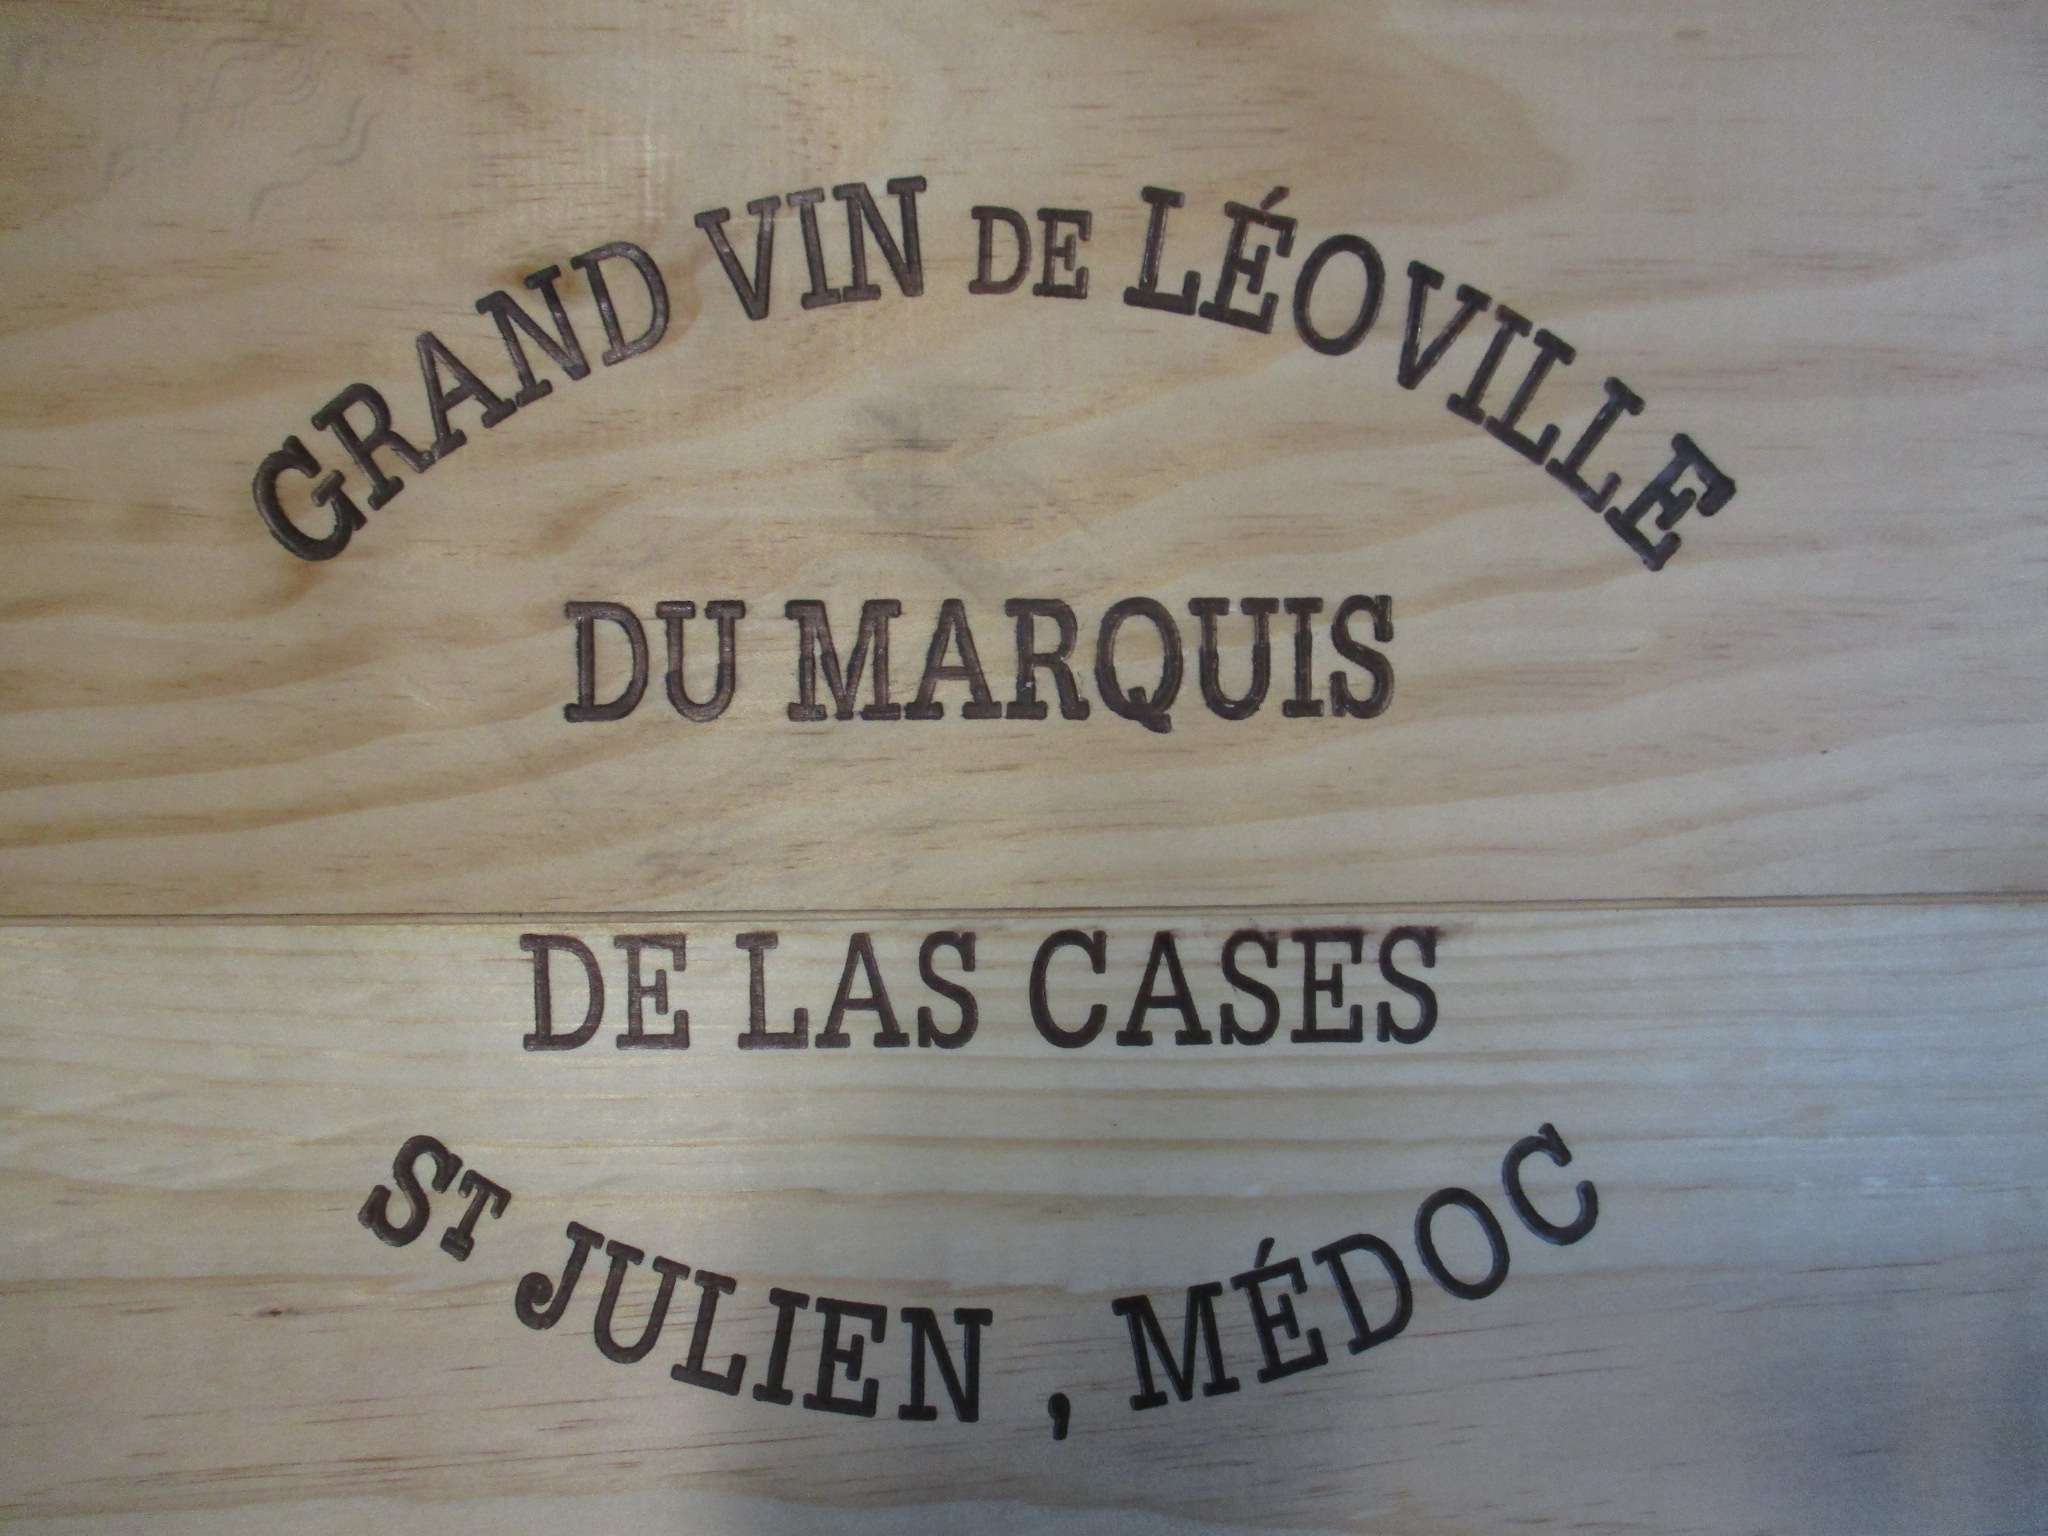 GRAND VIN DE LÉOVILLE
DU MARQUIS
DE LAS CASES
ST JULIEN , MÉDOC